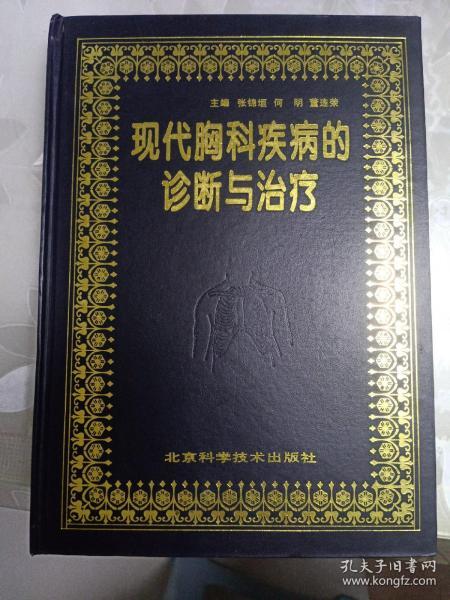 主编 张锦垣 何 明 董连荣
现代胸科疾病的
诊断与治疗
北京科学技术出版社
孔夫子旧书网
www.kongfz.com